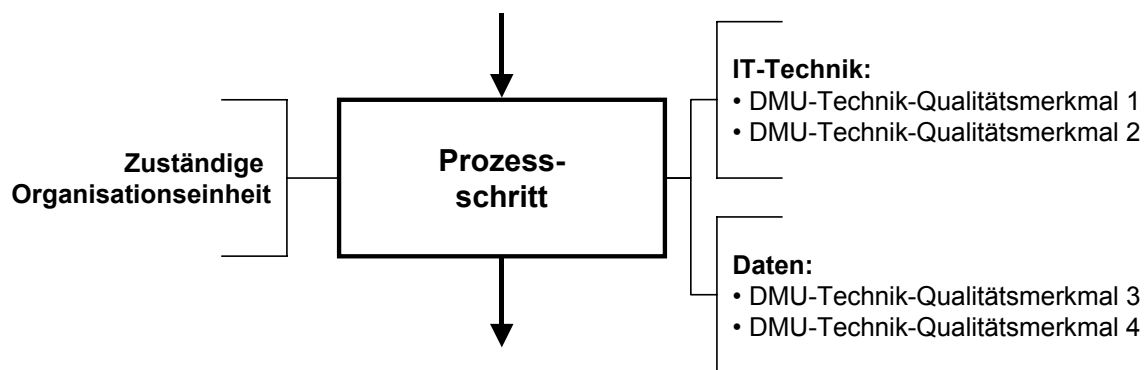 Zuständige
Organisationseinheit
Prozess-
schritt
IT-Technik:
• DMU-Technik-Qualitätsmerkmal 1
• DMU-Technik-Qualitätsmerkmal 2
Daten:
• DMU-Technik-Qualitätsmerkmal 3
• DMU-Technik-Qualitätsmerkmal 4